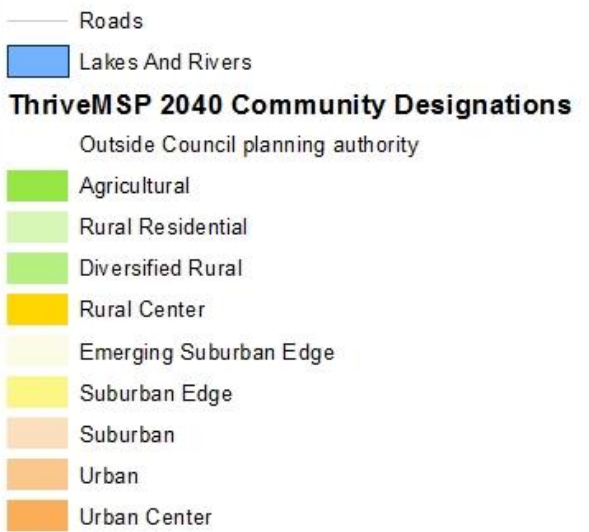 Roads
Lakes And Rivers
ThriveMSP 2040 Community Designations
Outside Council planning authority
Agricultural
Rural Residential
Diversified Rural
Rural Center
Emerging Suburban Edge
Suburban Edge
Suburban
Urban
Urban Center